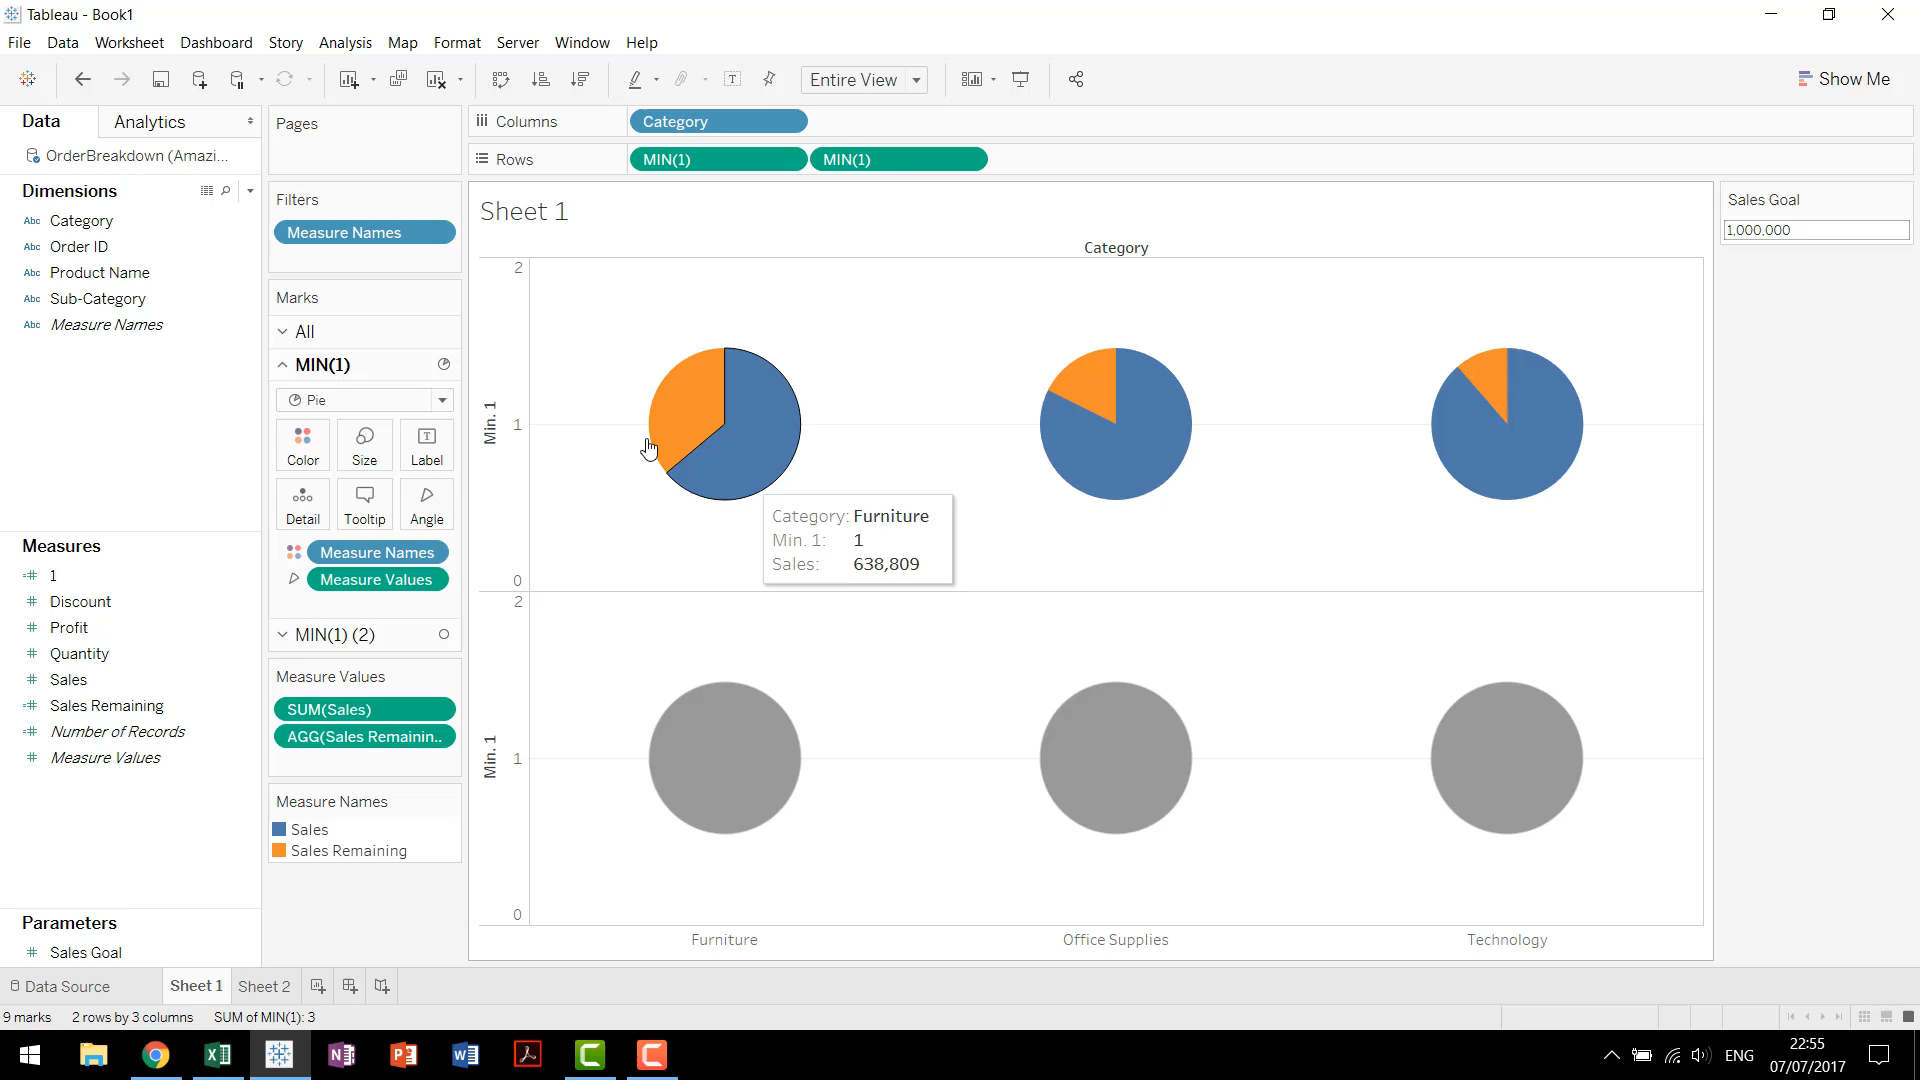 Tableau - Book1
File Data Worksheet Dashboard Story Analysis Map Format Server Window Help
Entire View
Show Me
Data Analytics
OrderBreakdown (Amazi...
Dimensions
Abc Category
Abc Order ID
Abc Product Name
Abc Sub-Category
Abc Measure Names
Measures
# 1
# Discount
# Profit
# Quantity
# Sales
# Sales Remaining
# Number of Records
# Measure Values
Parameters
# Sales Goal
Pages
Filters
Measure Names
Marks
All
MIN(1)
Pie
Color Size Label
Detail Tooltip Angle
Measure Names
Measure Values
MIN(1) (2)
Measure Values
SUM(Sales)
AGG(Sales Remainin..
Measure Names
Sales
Sales Remaining
Columns Category
Rows MIN(1) MIN(1)
Sheet 1
Category
2
Min. 1
1
0
Category: Furniture
Min. 1: 1
Sales: 638,809
2
Min. 1
1
0
Furniture Office Supplies Technology
Sales Goal
1,000,000
Data Source Sheet 1 Sheet 2
9 marks 2 rows by 3 columns SUM of MIN(1): 3
ENG
22:55
07/07/2017